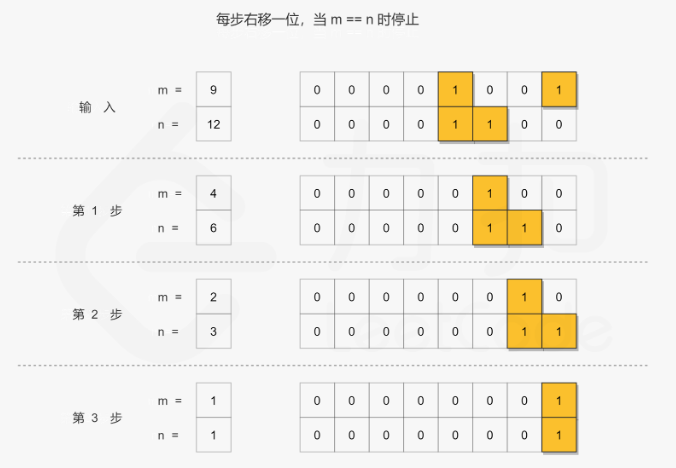 每步右移一位，当 m == n 时停止
输 入
m = 9 0 0 0 0 1 0 0 1
n = 12 0 0 0 0 1 1 0 0
第 1 步
m = 4 0 0 0 0 0 1 0 0
n = 6 0 0 0 0 0 1 1 0
第 2 步
m = 2 0 0 0 0 0 0 1 0
n = 3 0 0 0 0 0 0 1 1
第 3 步
m = 1 0 0 0 0 0 0 0 1
n = 1 0 0 0 0 0 0 0 1
力扣
LeetCode